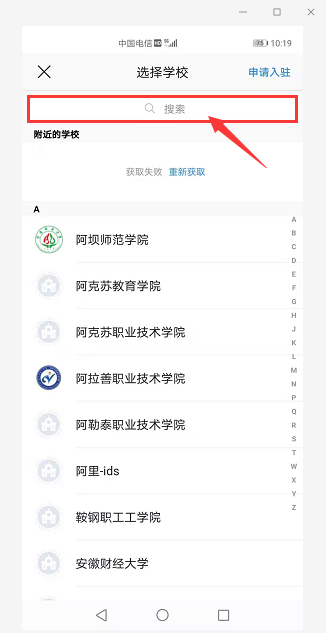 中国电信 HD 5G 75 10:19
选择学校 申请入驻
搜索
附近的学校
获取失败 重新获取
A
阿坝师范学院
阿克苏教育学院
阿克苏职业技术学院
阿拉善职业技术学院
阿勒泰职业技术学院
阿里-ids
鞍钢职工工学院
安徽财经大学
A
B
C
D
E
F
G
H
J
K
L
M
N
P
Q
R
S
T
W
X
Y
Z